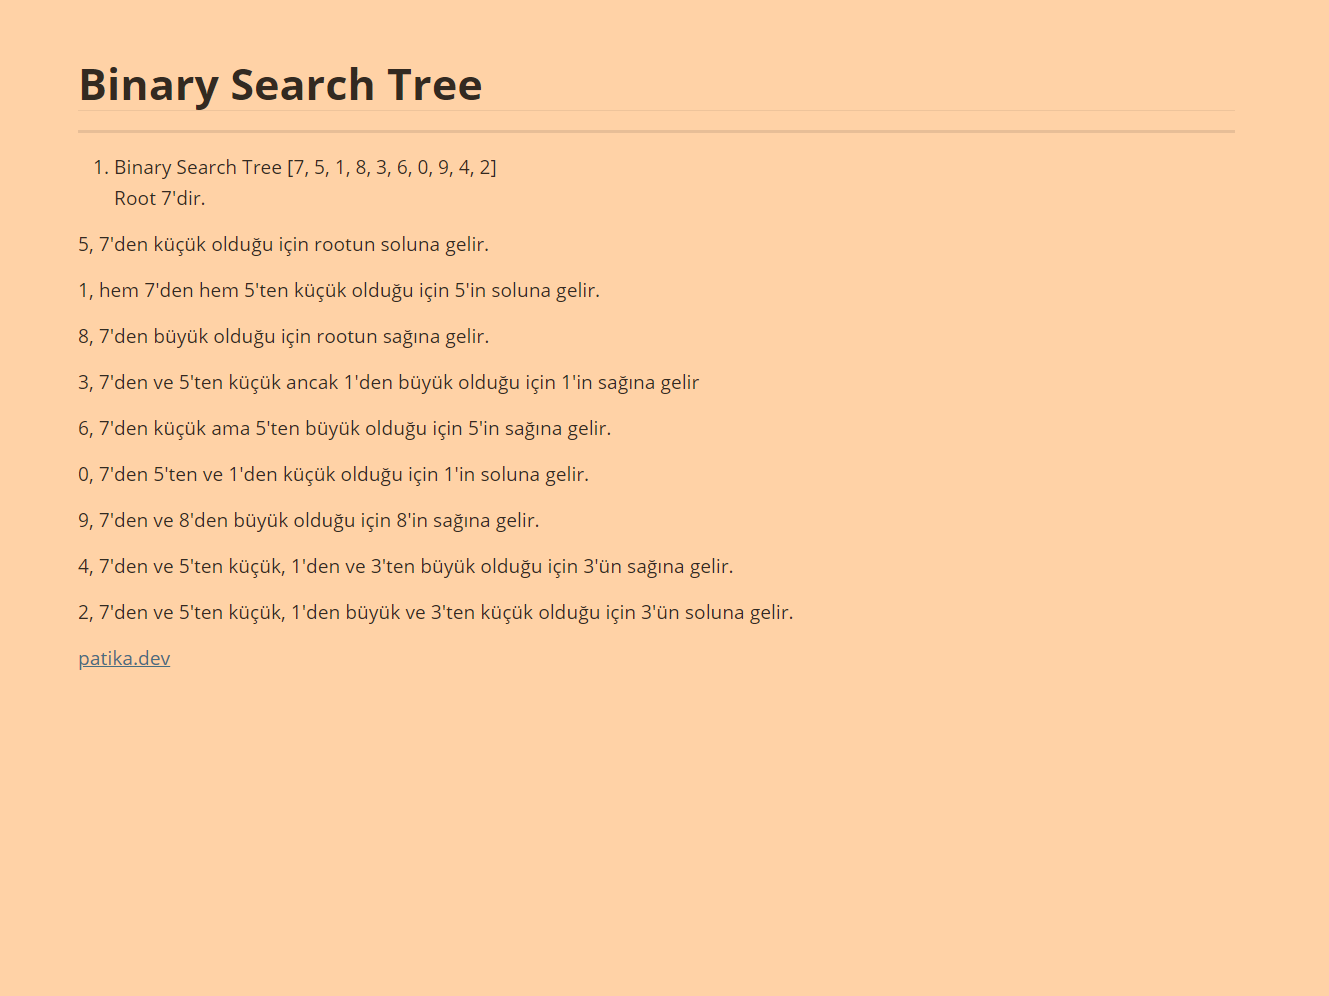 Binary Search Tree
1. Binary Search Tree [7, 5, 1, 8, 3, 6, 0, 9, 4, 2]
Root 7'dir.
5, 7'den küçük olduğu için rootun soluna gelir.
1, hem 7'den hem 5'ten küçük olduğu için 5'in soluna gelir.
8, 7'den büyük olduğu için rootun sağına gelir.
3, 7'den ve 5'ten küçük ancak 1'den büyük olduğu için 1'in sağına gelir
6, 7'den küçük ama 5'ten büyük olduğu için 5'in sağına gelir.
0, 7'den 5'ten ve 1'den küçük olduğu için 1'in soluna gelir.
9, 7'den ve 8'den büyük olduğu için 8'in sağına gelir.
4, 7'den ve 5'ten küçük, 1'den ve 3'ten büyük olduğu için 3'ün sağına gelir.
2, 7'den ve 5'ten küçük, 1'den büyük ve 3'ten küçük olduğu için 3'ün soluna gelir.
patika.dev